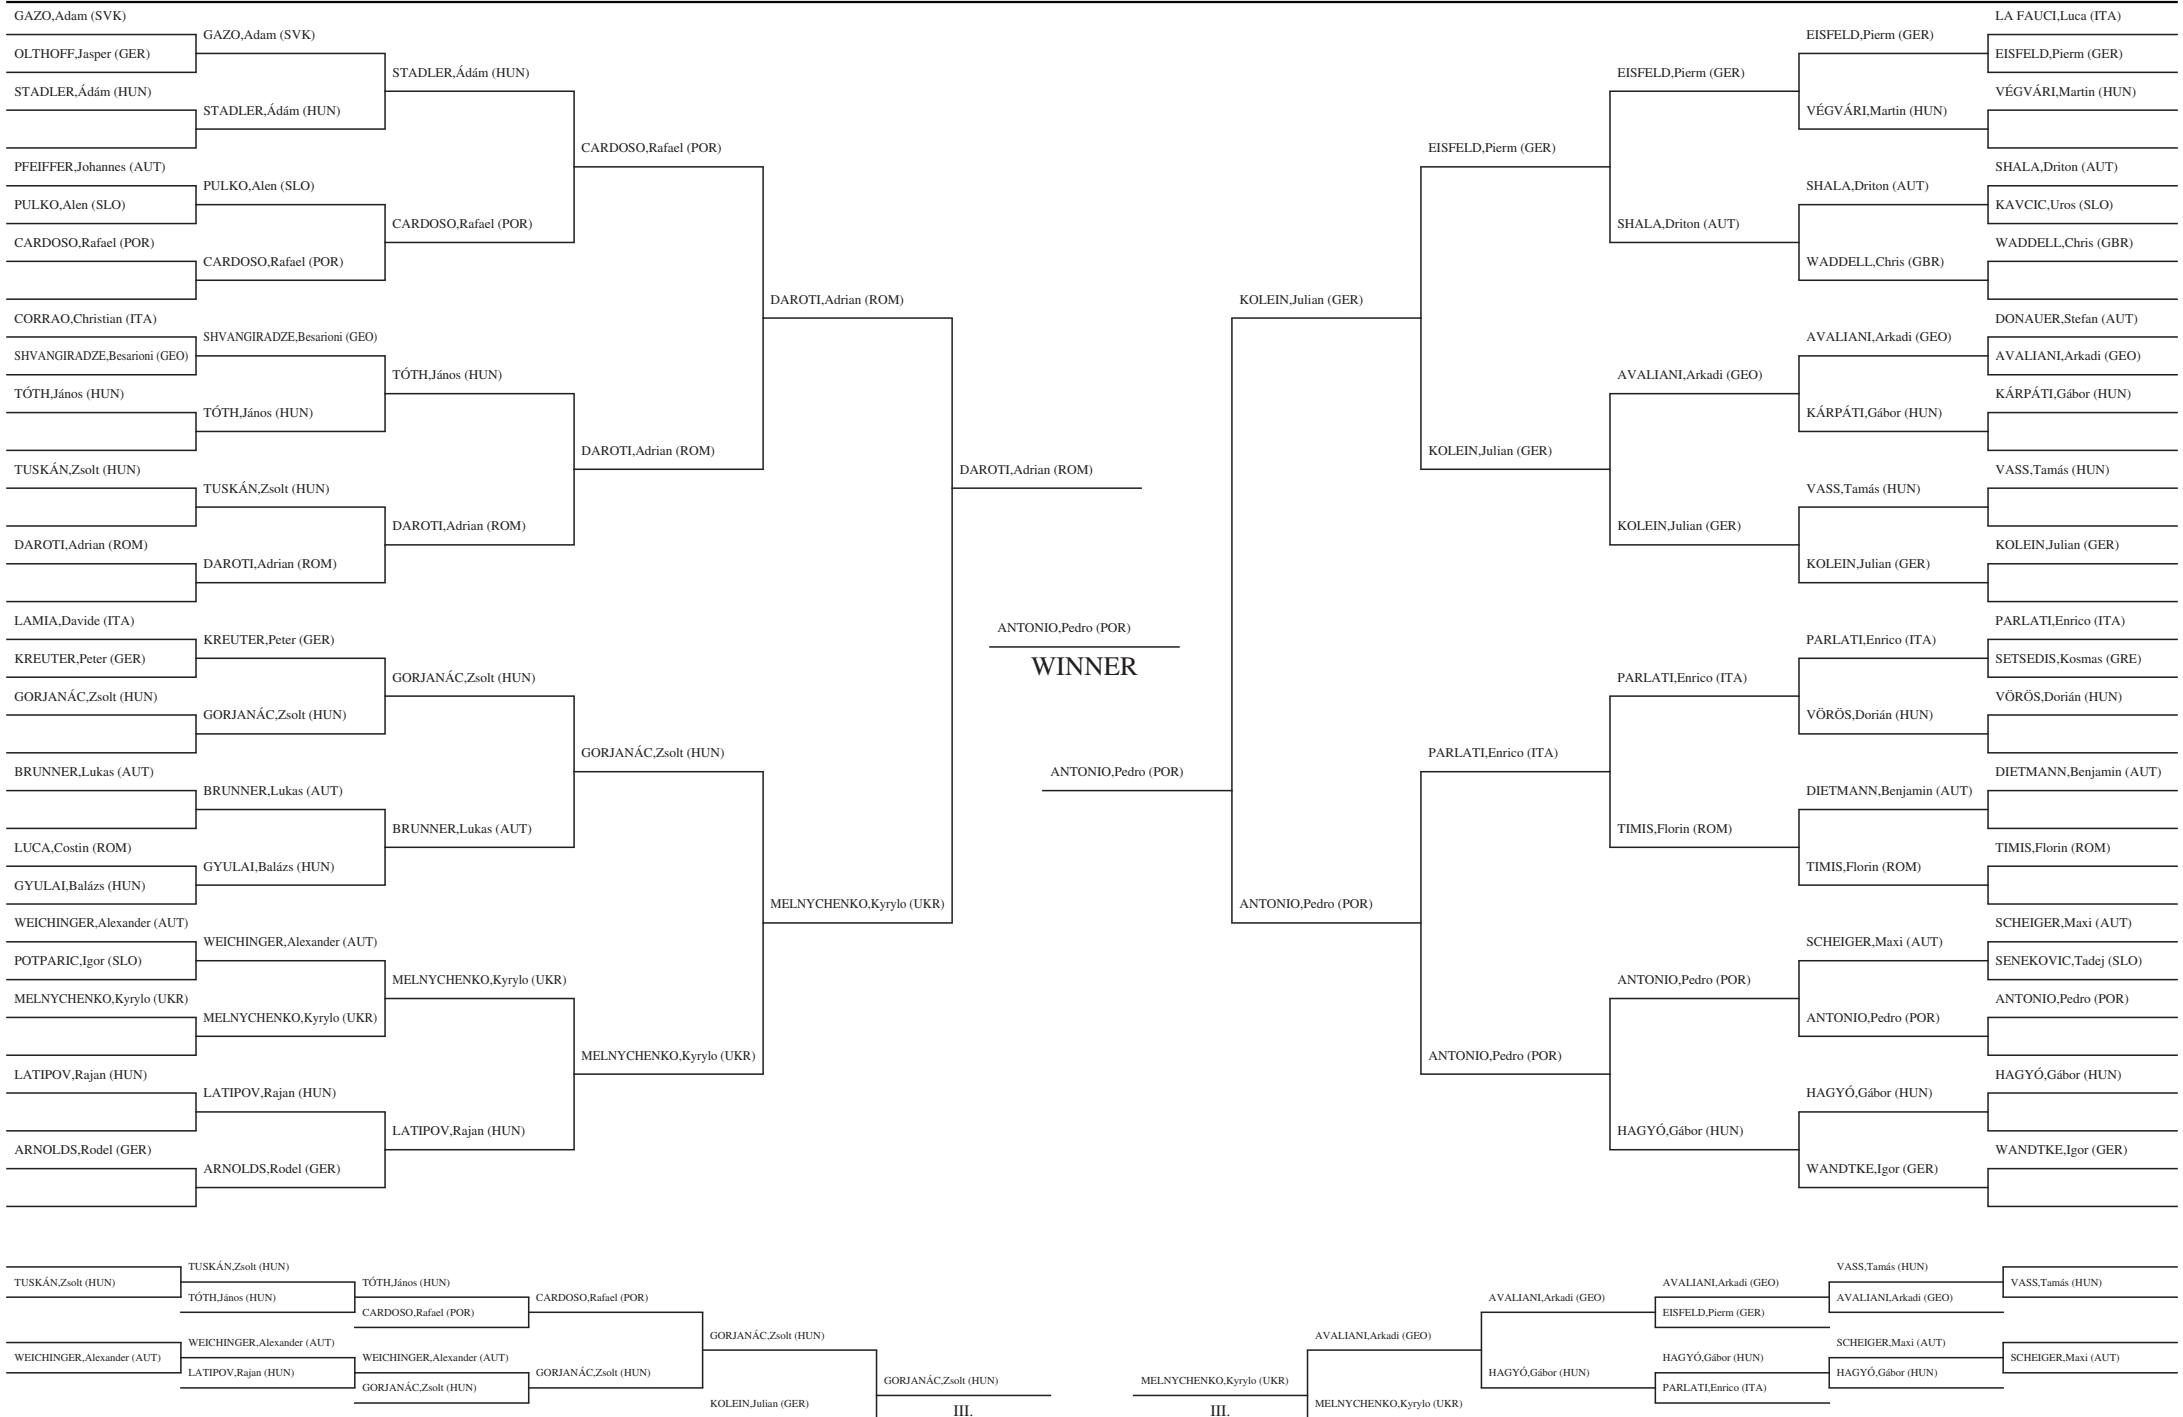 GAZO,Adam (SVK)
OLTHOFF,Jasper (GER)
STADLER,Ádám (HUN)
PFEIFFER,Johannes (AUT)
PULKO,Alen (SLO)
CARDOSO,Rafael (POR)
CORRAO,Christian (ITA)
SHVANGIRADZE,Besarioni (GEO)
TÓTH,János (HUN)
TUSKÁN,Zsolt (HUN)
DAROTI,Adrian (ROM)
LAMIA,Davide (ITA)
KREUTER,Peter (GER)
GORJANÁC,Zsolt (HUN)
BRUNNER,Lukas (AUT)
LUCA,Costin (ROM)
GYULAI,Balázs (HUN)
WEICHINGER,Alexander (AUT)
POTPARIC,Igor (SLO)
MELNYCHENKO,Kyrylo (UKR)
LATIPOV,Rajan (HUN)
ARNOLDS,Rodel (GER)
GAZO,Adam (SVK)
STADLER,Ádám (HUN)
PULKO,Alen (SLO)
CARDOSO,Rafael (POR)
SHVANGIRADZE,Besarioni (GEO)
TÓTH,János (HUN)
TUSKÁN,Zsolt (HUN)
DAROTI,Adrian (ROM)
KREUTER,Peter (GER)
GORJANÁC,Zsolt (HUN)
BRUNNER,Lukas (AUT)
GYULAI,Balázs (HUN)
WEICHINGER,Alexander (AUT)
MELNYCHENKO,Kyrylo (UKR)
LATIPOV,Rajan (HUN)
ARNOLDS,Rodel (GER)
STADLER,Ádám (HUN)
CARDOSO,Rafael (POR)
TÓTH,János (HUN)
DAROTI,Adrian (ROM)
GORJANÁC,Zsolt (HUN)
BRUNNER,Lukas (AUT)
MELNYCHENKO,Kyrylo (UKR)
LATIPOV,Rajan (HUN)
CARDOSO,Rafael (POR)
DAROTI,Adrian (ROM)
GORJANÁC,Zsolt (HUN)
MELNYCHENKO,Kyrylo (UKR)
DAROTI,Adrian (ROM)
MELNYCHENKO,Kyrylo (UKR)
DAROTI,Adrian (ROM)
ANTONIO,Pedro (POR)
WINNER
ANTONIO,Pedro (POR)
KOLEIN,Julian (GER)
ANTONIO,Pedro (POR)
EISFELD,Pierm (GER)
KOLEIN,Julian (GER)
PARLATI,Enrico (ITA)
ANTONIO,Pedro (POR)
EISFELD,Pierm (GER)
SHALA,Driton (AUT)
AVALIANI,Arkadi (GEO)
KOLEIN,Julian (GER)
PARLATI,Enrico (ITA)
TIMIS,Florin (ROM)
ANTONIO,Pedro (POR)
HAGYÓ,Gábor (HUN)
EISFELD,Pierm (GER)
VÉGVÁRI,Martin (HUN)
SHALA,Driton (AUT)
WADDELL,Chris (GBR)
AVALIANI,Arkadi (GEO)
KÁRPÁTI,Gábor (HUN)
VASS,Tamás (HUN)
KOLEIN,Julian (GER)
PARLATI,Enrico (ITA)
VÖRÖS,Dorián (HUN)
DIETMANN,Benjamin (AUT)
TIMIS,Florin (ROM)
SCHEIGER,Maxi (AUT)
ANTONIO,Pedro (POR)
HAGYÓ,Gábor (HUN)
WANDTKE,Igor (GER)
LA FAUCI,Luca (ITA)
EISFELD,Pierm (GER)
VÉGVÁRI,Martin (HUN)
SHALA,Driton (AUT)
KAVCIC,Uros (SLO)
WADDELL,Chris (GBR)
DONAUER,Stefan (AUT)
AVALIANI,Arkadi (GEO)
KÁRPÁTI,Gábor (HUN)
VASS,Tamás (HUN)
KOLEIN,Julian (GER)
PARLATI,Enrico (ITA)
SETSEDIS,Kosmas (GRE)
VÖRÖS,Dorián (HUN)
DIETMANN,Benjamin (AUT)
TIMIS,Florin (ROM)
SCHEIGER,Maxi (AUT)
SENEKOVIC,Tadej (SLO)
ANTONIO,Pedro (POR)
HAGYÓ,Gábor (HUN)
WANDTKE,Igor (GER)
TUSKÁN,Zsolt (HUN)
WEICHINGER,Alexander (AUT)
TUSKÁN,Zsolt (HUN)
TÓTH,János (HUN)
WEICHINGER,Alexander (AUT)
LATIPOV,Rajan (HUN)
TÓTH,János (HUN)
CARDOSO,Rafael (POR)
WEICHINGER,Alexander (AUT)
GORJANÁC,Zsolt (HUN)
CARDOSO,Rafael (POR)
GORJANÁC,Zsolt (HUN)
GORJANÁC,Zsolt (HUN)
KOLEIN,Julian (GER)
GORJANÁC,Zsolt (HUN)
III.
MELNYCHENKO,Kyrylo (UKR)
III.
AVALIANI,Arkadi (GEO)
MELNYCHENKO,Kyrylo (UKR)
AVALIANI,Arkadi (GEO)
HAGYÓ,Gábor (HUN)
AVALIANI,Arkadi (GEO)
EISFELD,Pierm (GER)
HAGYÓ,Gábor (HUN)
PARLATI,Enrico (ITA)
VASS,Tamás (HUN)
AVALIANI,Arkadi (GEO)
SCHEIGER,Maxi (AUT)
HAGYÓ,Gábor (HUN)
VASS,Tamás (HUN)
SCHEIGER,Maxi (AUT)